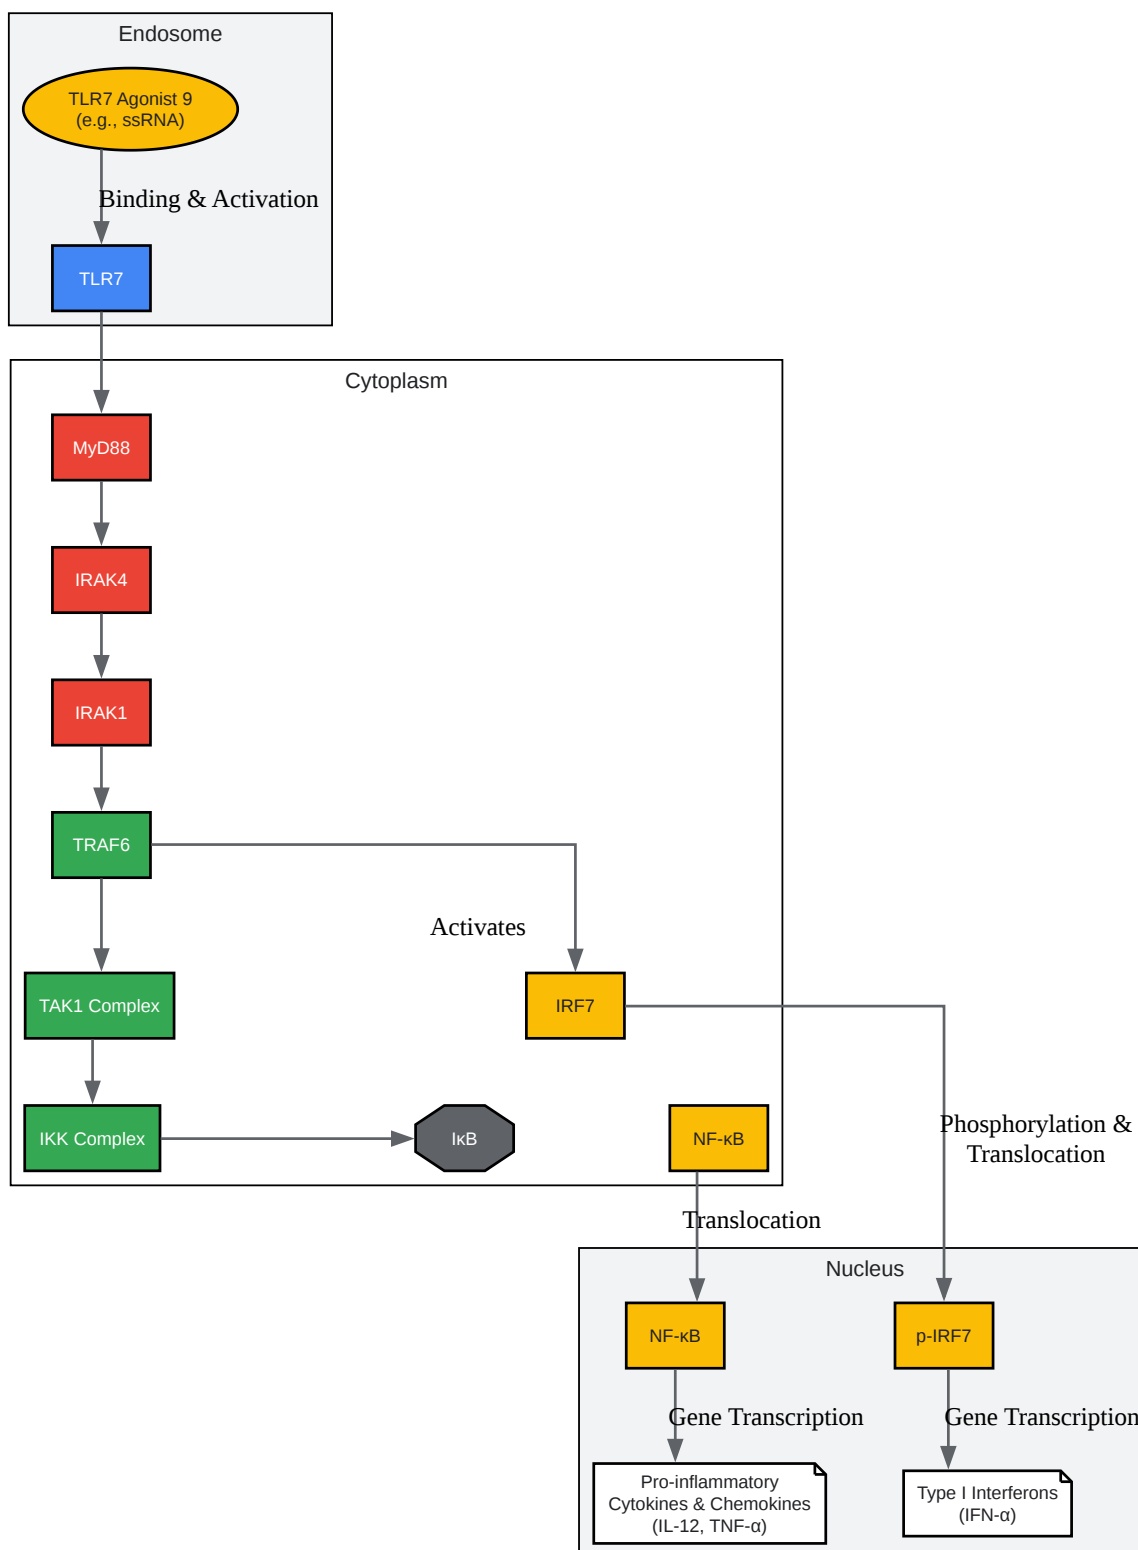 Endosome
TLR7 Agonist 9
(e.g., ssRNA)
Binding & Activation
TLR7
Cytoplasm
MyD88
IRAK4
IRAK1
TRAF6
Activates
TAK1 Complex
IRF7
IKK Complex
IκB
NF-κB
Phosphorylation &
Translocation
Translocation
Nucleus
NF-κB
p-IRF7
Gene Transcription
Gene Transcription
Pro-inflammatory
Cytokines & Chemokines
(IL-12, TNF-α)
Type I Interferons
(IFN-α)